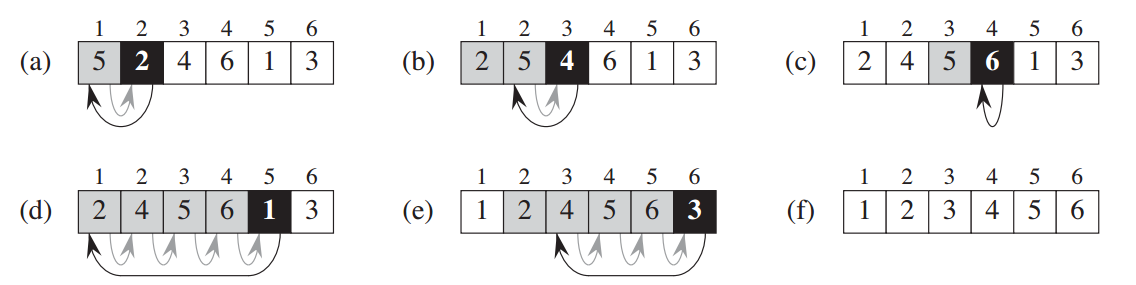 1 2 3 4 5 6 1 2 3 4 5 6 1 2 3 4 5 6
(a) 5 2 4 6 1 3 (b) 2 5 4 6 1 3 (c) 2 4 5 6 1 3
1 2 3 4 5 6 1 2 3 4 5 6 1 2 3 4 5 6
(d) 2 4 5 6 1 3 (e) 1 2 4 5 6 3 (f) 1 2 3 4 5 6